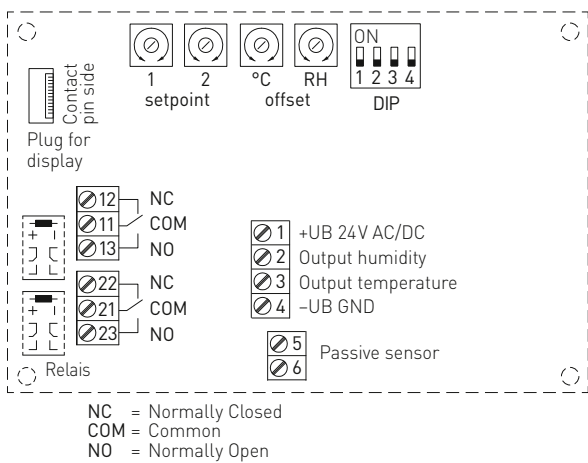 ON
1 2 3 4
DIP
1 2
setpoint
°C RH
offset
Contact
pin side
Plug for
display
12 NC
11 COM
13 NO
22 NC
21 COM
23 NO
+ -
+ -
Relais
1 +UB 24V AC/DC
2 Output humidity
3 Output temperature
4 –UB GND
5
6
Passive sensor
NC = Normally Closed
COM = Common
NO = Normally Open